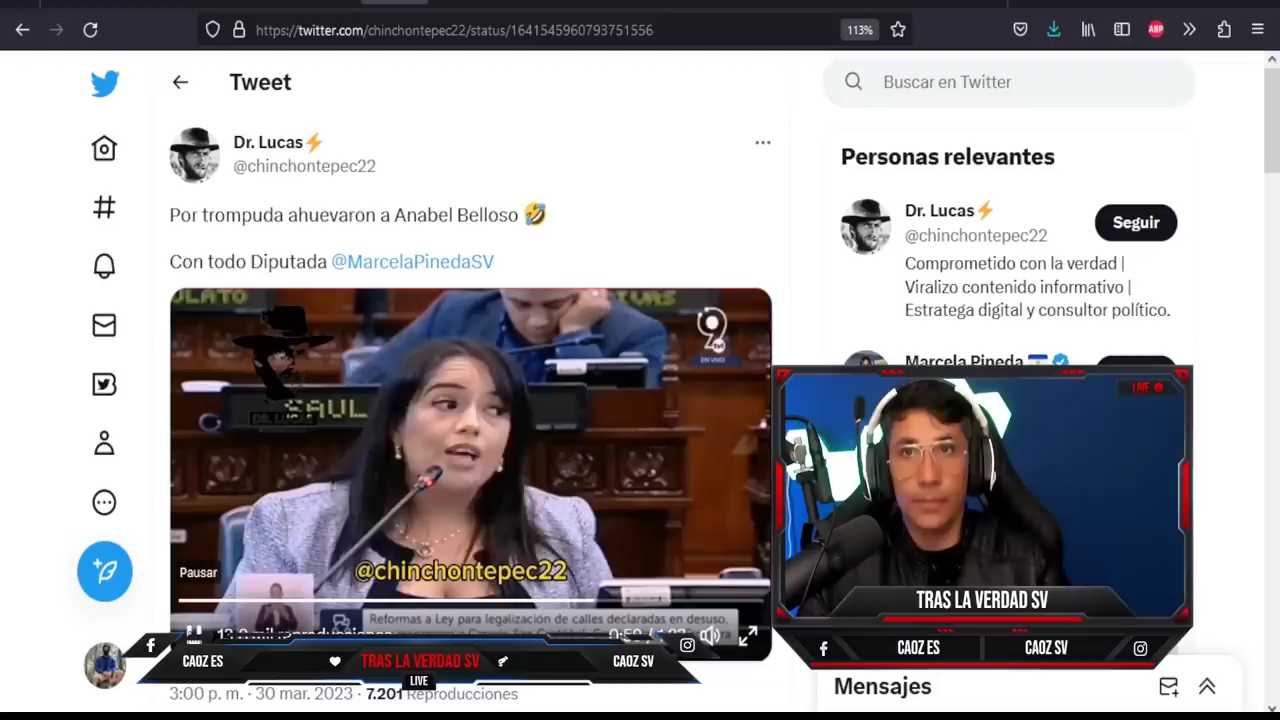 https://twitter.com/chinchontepec22/status/1641545960793751556
113%
ABP
Tweet
Buscar en Twitter
Dr. Lucas⚡
@chinchontepec22
Por trompuda ahuevaron a Anabel Belloso 🤣
Con todo Diputada @MarcelaPinedaSV
Personas relevantes
Dr. Lucas⚡
@chinchontepec22
Seguir
Comprometido con la verdad |
Viralizo contenido informativo |
Estratega digital y consultor político.
Marcela Pineda
EN VIVO
SAUL
DR. LUCAS
@chinchontepec22
Pausar
Reformas a Ley para legalización de calles declaradas en desuso,
LIVE
TRAS LA VERDAD SV
CAOZ ES
CAOZ SV
CAOZ ES
TRAS LA VERDAD SV
CAOZ SV
LIVE
3:00 p. m. · 30 mar. 2023 · 7.201 Reproducciones
Mensajes